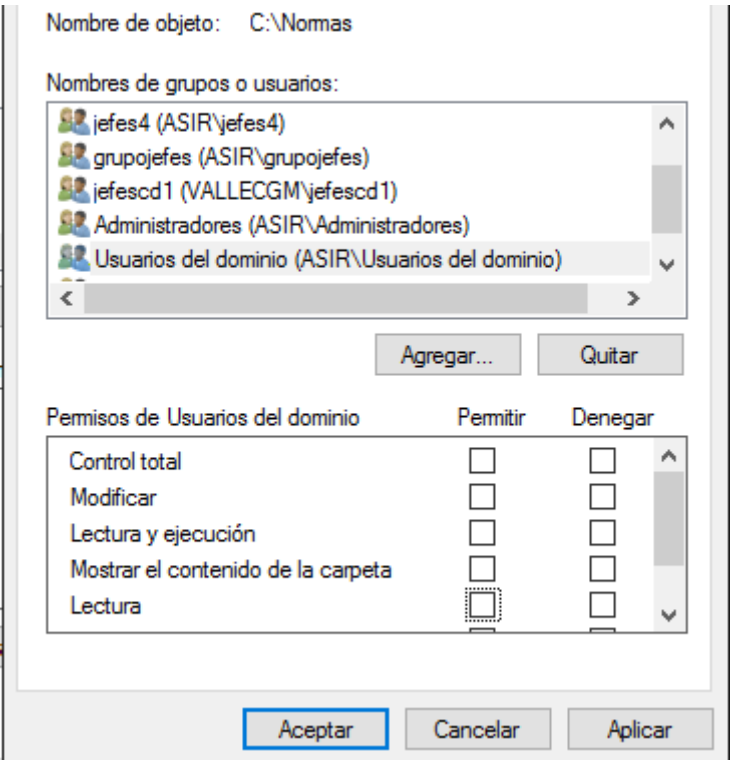 Nombre de objeto: C:\Normas
Nombres de grupos o usuarios:
jefes4 (ASIR\jefes4)
grupojefes (ASIR\grupojefes)
jefescd1 (VALLECGM\jefescd1)
Administradores (ASIR\Administradores)
Usuarios del dominio (ASIR\Usuarios del dominio)
Agregar... Quitar
Permisos de Usuarios del dominio Permitir Denegar
Control total
Modificar
Lectura y ejecución
Mostrar el contenido de la carpeta
Lectura
Aceptar Cancelar Aplicar